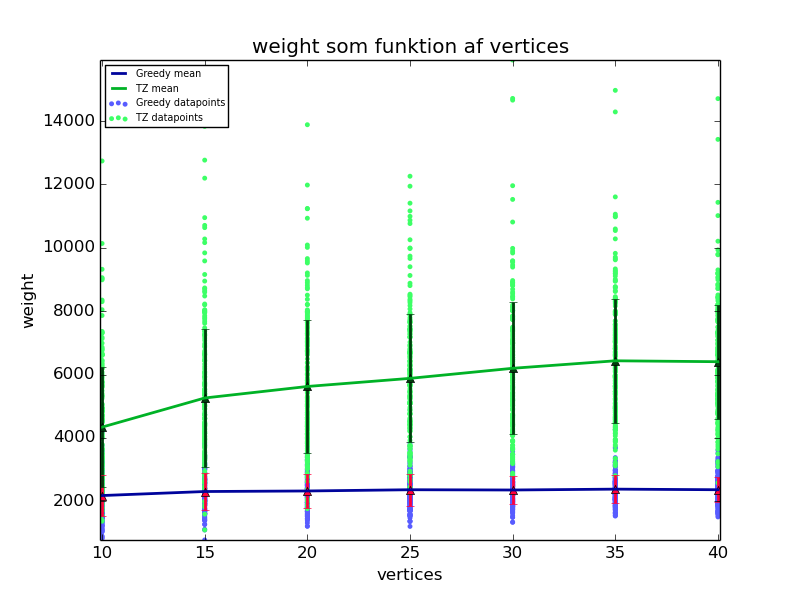 weight som funktion af vertices
Greedy mean
TZ mean
Greedy datapoints
TZ datapoints
14000
12000
10000
8000
6000
4000
2000
weight
10 15 20 25 30 35 40
vertices